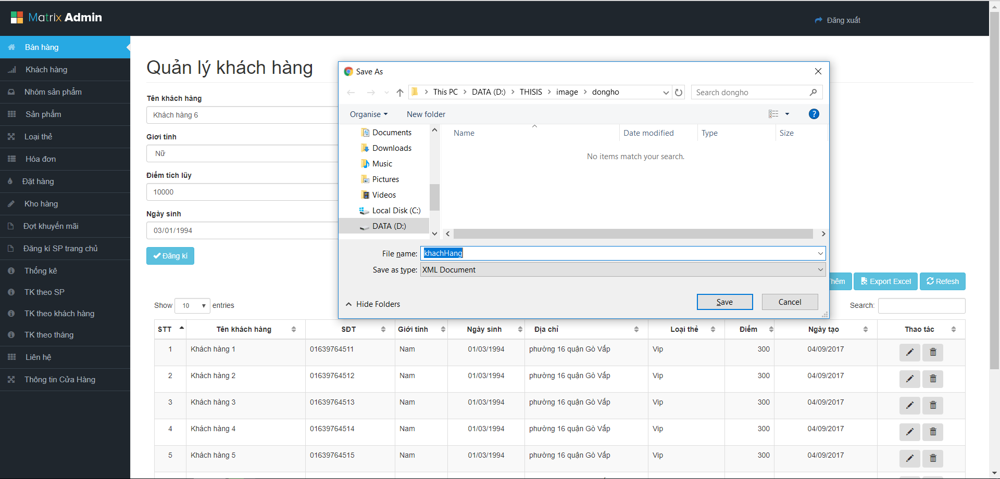 Matrix Admin
Đăng xuất
Bán hàng
Khách hàng
Nhóm sản phẩm
Sản phẩm
Loại thẻ
Hóa đơn
Đặt hàng
Kho hàng
Đợt khuyến mãi
Đăng kí SP trang chủ
Thống kê
TK theo SP
TK theo khách hàng
TK theo tháng
Liên hệ
Thông tin Cửa Hàng
Quản lý khách hàng
Tên khách hàng
Khách hàng 6
Giơi tính
Nữ
Điểm tích lũy
10000
Ngày sinh
03/01/1994
Đăng kí
Save As
This PC > DATA (D:) > THISIS > image > dongho
Search dongho
Organise New folder
Documents
Downloads
Music
Pictures
Videos
Local Disk (C:)
DATA (D:)
Name Date modified Type Size
No items match your search.
File name: khachHang
Save as type: XML Document
Hide Folders Save Cancel
Export Excel Refesh
Show 10 entries Search:
STT Tên khách hàng SĐT Giới tính Ngày sinh Địa chỉ Loại thẻ Điểm Ngày tạo Thao tác
1 Khách hàng 1 01639764511 Nam 01/03/1994 phường 16 quận Gò Vấp Vip 300 04/09/2017
2 Khách hàng 2 01639764512 Nam 01/03/1994 phường 16 quận Gò Vấp Vip 300 04/09/2017
3 Khách hàng 3 01639764513 Nam 01/03/1994 phường 16 quận Gò Vấp Vip 300 04/09/2017
4 Khách hàng 4 01639764514 Nam 01/03/1994 phường 16 quận Gò Vấp Vip 300 04/09/2017
5 Khách hàng 5 01639764515 Nam 01/03/1994 phường 16 quận Gò Vấp Vip 300 04/09/2017